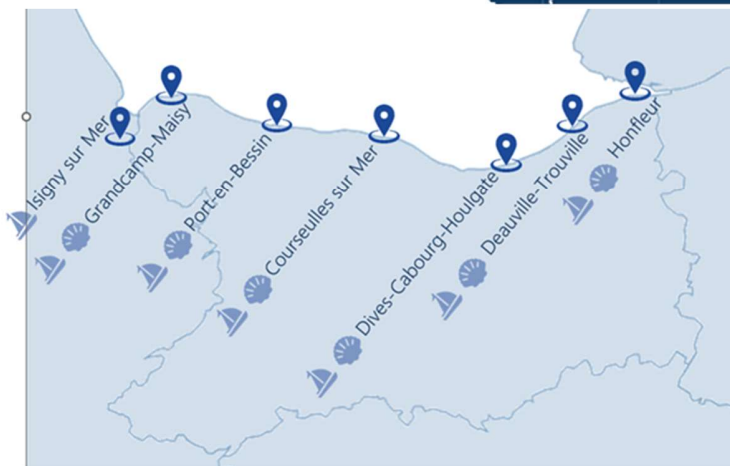 Isigny sur Mer
Grandcamp-Maisy
Port-en-Bessin
Courseulles sur Mer
Dives-Cabourg-Houlgate
Deauville-Trouville
Honfleur